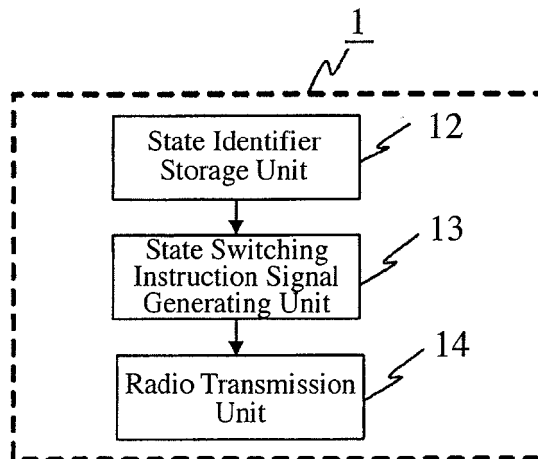 1
State Identifier
Storage Unit
12
State Switching
Instruction Signal
Generating Unit
13
Radio Transmission
Unit
14